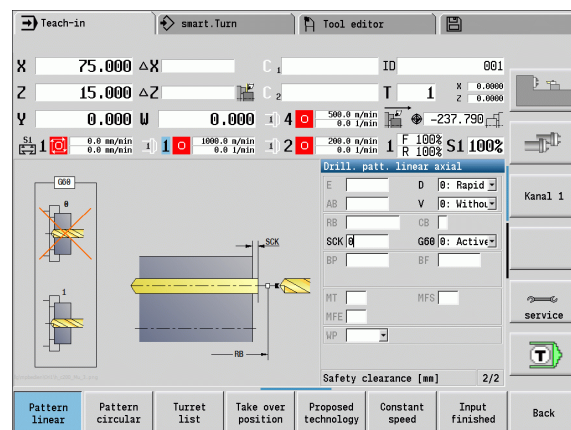 Teach-in smart.Turn Tool editor
X 75.000 ΔX C 1 ID 001
Z 15.000 ΔZ C 2 T 1 X 0.0000
Z 0.0000
Y 0.000 W 0.000 4 500.0 m/min
0.0 1/min -237.790
S1 1 0.0 mm/min
0.0 mm/min 1 1000.0 m/min
0.0 1/min 2 200.0 m/min
0.0 1/min 1 F 100%
R 100% S1 100%
Drill. patt. linear axial
G60
0
1
SCK
RB
E D 0: Rapid
AB V 0: Withou
RB CB
SCK 0 G60 0: Active
BP BF
MT MFS
MFE
WP
Safety clearance [mm] 2/2
Kanal 1
service
T
Pattern linear
Pattern circular
Turret list
Take over position
Proposed technology
Constant speed
Input finished
Back